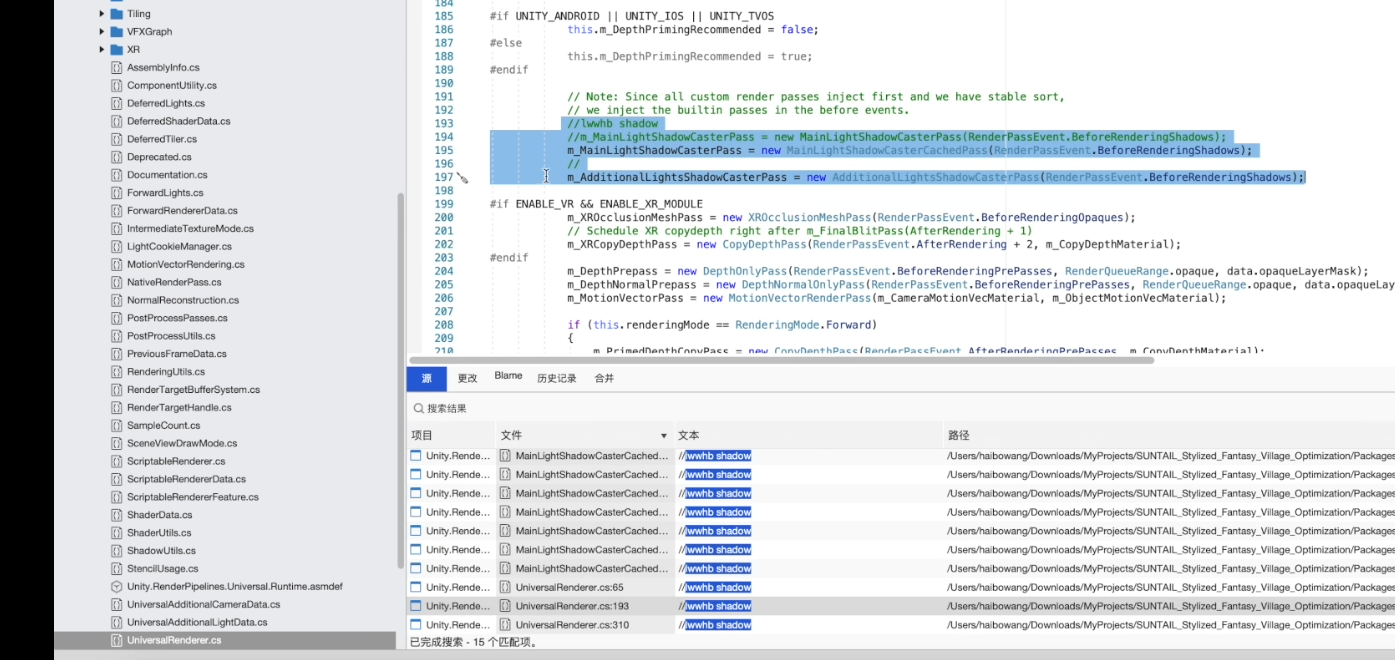 Tiling
VFXGraph
XR
AssemblyInfo.cs
ComponentUtility.cs
DeferredLights.cs
DeferredShaderData.cs
DeferredTiler.cs
Deprecated.cs
Documentation.cs
ForwardLights.cs
ForwardRendererData.cs
IntermediateTextureMode.cs
LightCookieManager.cs
MotionVectorRendering.cs
NativeRenderPass.cs
NormalReconstruction.cs
PostProcessPasses.cs
PostProcessUtils.cs
PreviousFrameData.cs
RenderingUtils.cs
RenderTargetBufferSystem.cs
RenderTargetHandle.cs
SampleCount.cs
SceneViewDrawMode.cs
ScriptableRenderer.cs
ScriptableRendererData.cs
ScriptableRendererFeature.cs
ShaderData.cs
ShaderUtils.cs
ShadowUtils.cs
StencilUsage.cs
Unity.RenderPipelines.Universal.Runtime.asmdef
UniversalAdditionalCameraData.cs
UniversalAdditionalLightData.cs
UniversalRenderer.cs
184
185 #if UNITY_ANDROID || UNITY_IOS || UNITY_TVOS
186 this.m_DepthPrimingRecommended = false;
187 #else
188 this.m_DepthPrimingRecommended = true;
189 #endif
190
191 // Note: Since all custom render passes inject first and we have stable sort,
192 // we inject the builtin passes in the before events.
193 //lwwhb shadow
194 //m_MainLightShadowCasterPass = new MainLightShadowCasterPass(RenderPassEvent.BeforeRenderingShadows);
195 m_MainLightShadowCasterPass = new MainLightShadowCasterCachedPass(RenderPassEvent.BeforeRenderingShadows);
196 //
197 m_AdditionalLightsShadowCasterPass = new AdditionalLightsShadowCasterPass(RenderPassEvent.BeforeRenderingShadows);
198
199 #if ENABLE_VR && ENABLE_XR_MODULE
200 m_XROcclusionMeshPass = new XROcclusionMeshPass(RenderPassEvent.BeforeRenderingOpaques);
201 // Schedule XR copydepth right after m_FinalBlitPass(AfterRendering + 1)
202 m_XRCopyDepthPass = new CopyDepthPass(RenderPassEvent.AfterRendering + 2, m_CopyDepthMaterial);
203 #endif
204 m_DepthPrepass = new DepthOnlyPass(RenderPassEvent.BeforeRenderingPrePasses, RenderQueueRange.opaque, data.opaqueLayerMask);
205 m_DepthNormalPrepass = new DepthNormalOnlyPass(RenderPassEvent.BeforeRenderingPrePasses, RenderQueueRange.opaque, data.opaqueLay
206 m_MotionVectorPass = new MotionVectorRenderPass(m_CameraMotionVecMaterial, m_ObjectMotionVecMaterial);
207
208 if (this.renderingMode == RenderingMode.Forward)
209 {
210 m_PrimedDepthCopyPass = new CopyDepthPass(RenderPassEvent.AfterRenderingPrePasses, m_CopyDepthMaterial);
源 更改 Blame 历史记录 合并
搜索结果
项目 文件 文本 路径
Unity.Rende... MainLightShadowCasterCached... //lwwhb shadow /Users/haibowang/Downloads/MyProjects/SUNTAIL_Stylized_Fantasy_Village_Optimization/Packages
Unity.Rende... MainLightShadowCasterCached... //lwwhb shadow /Users/haibowang/Downloads/MyProjects/SUNTAIL_Stylized_Fantasy_Village_Optimization/Packages
Unity.Rende... MainLightShadowCasterCached... //lwwhb shadow /Users/haibowang/Downloads/MyProjects/SUNTAIL_Stylized_Fantasy_Village_Optimization/Packages
Unity.Rende... MainLightShadowCasterCached... //lwwhb shadow /Users/haibowang/Downloads/MyProjects/SUNTAIL_Stylized_Fantasy_Village_Optimization/Packages
Unity.Rende... MainLightShadowCasterCached... //lwwhb shadow /Users/haibowang/Downloads/MyProjects/SUNTAIL_Stylized_Fantasy_Village_Optimization/Packages
Unity.Rende... MainLightShadowCasterCached... //lwwhb shadow /Users/haibowang/Downloads/MyProjects/SUNTAIL_Stylized_Fantasy_Village_Optimization/Packages
Unity.Rende... MainLightShadowCasterCached... //lwwhb shadow /Users/haibowang/Downloads/MyProjects/SUNTAIL_Stylized_Fantasy_Village_Optimization/Packages
Unity.Rende... UniversalRenderer.cs:65 //lwwhb shadow /Users/haibowang/Downloads/MyProjects/SUNTAIL_Stylized_Fantasy_Village_Optimization/Packages
Unity.Rende... UniversalRenderer.cs:193 //lwwhb shadow /Users/haibowang/Downloads/MyProjects/SUNTAIL_Stylized_Fantasy_Village_Optimization/Packages
Unity.Rende... UniversalRenderer.cs:310 //lwwhb shadow /Users/haibowang/Downloads/MyProjects/SUNTAIL_Stylized_Fantasy_Village_Optimization/Packages
已完成搜索 - 15 个匹配项。